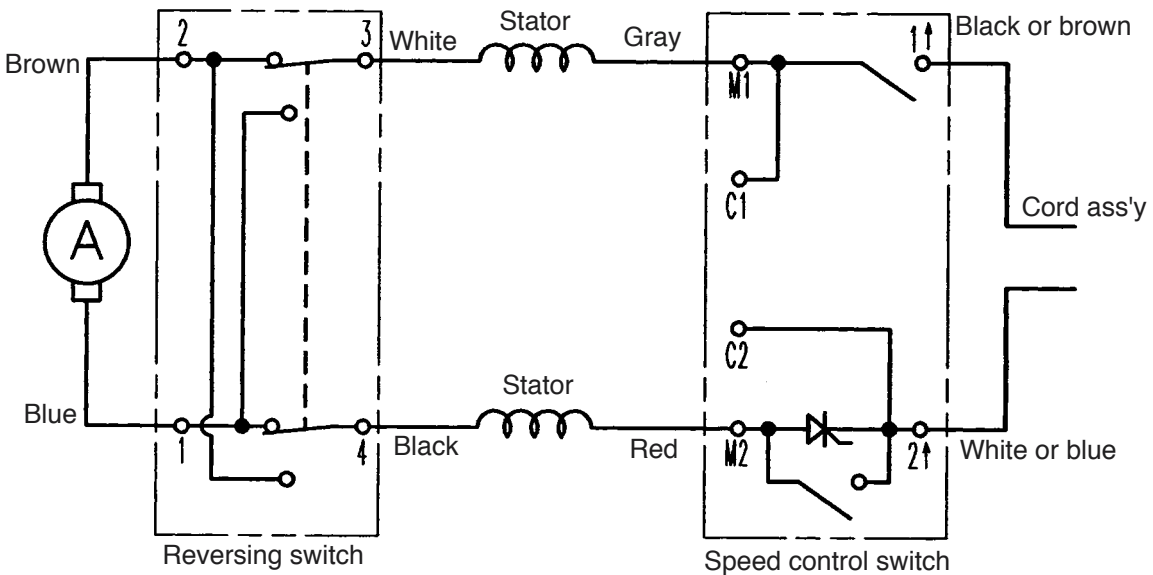 Stator
Black or brown
2
3
White
Gray
1
Brown
M1
C1
Cord ass'y
A
C2
Stator
Blue
1
4
Black
Red
M2
2
White or blue
Reversing switch
Speed control switch